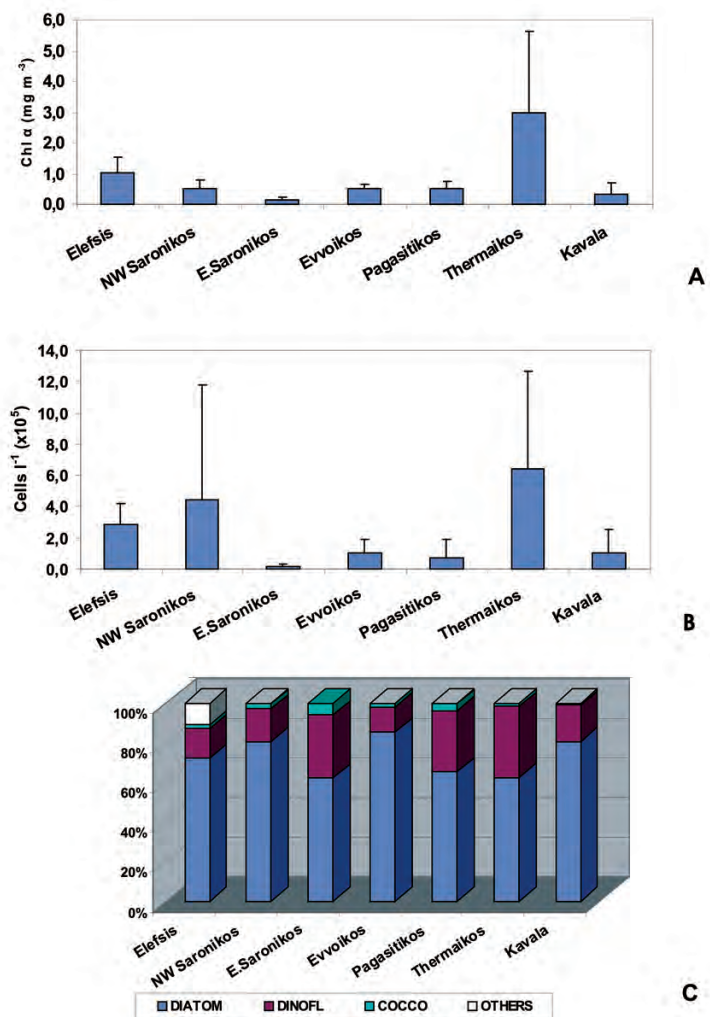 6,0
5,0
4,0
3,0
2,0
1,0
0,0
Chl α (mg m⁻³)
Elefsis
NW Saronikos
E.Saronikos
Evvoikos
Pagasitikos
Thermaikos
Kavala
A
14,0
12,0
10,0
8,0
6,0
4,0
2,0
0,0
Cells l⁻¹ (x10⁵)
Elefsis
NW Saronikos
E.Saronikos
Evvoikos
Pagasitikos
Thermaikos
Kavala
B
100%
80%
60%
40%
20%
0%
Elefsis
NW Saronikos
E.Saronikos
Evvoikos
Pagasitikos
Thermaikos
Kavala
C
DIATOM DINOFL COCCO OTHERS